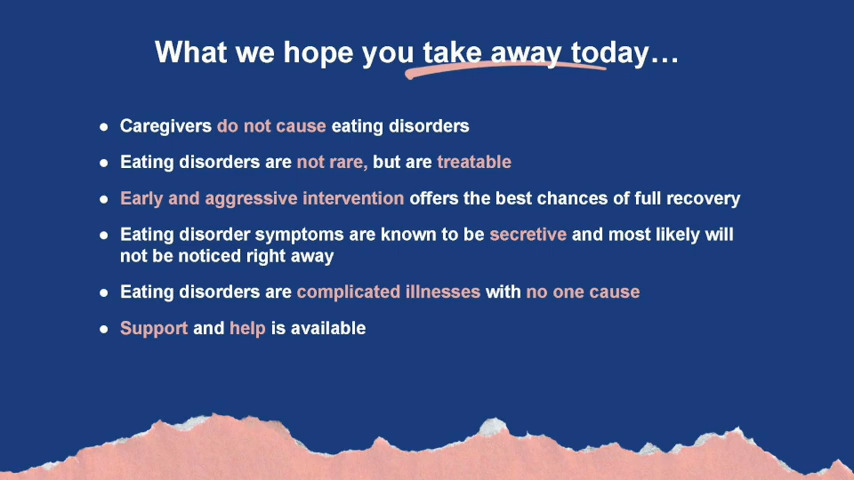 What we hope you take away today…
● Caregivers do not cause eating disorders
● Eating disorders are not rare, but are treatable
● Early and aggressive intervention offers the best chances of full recovery
● Eating disorder symptoms are known to be secretive and most likely will
not be noticed right away
● Eating disorders are complicated illnesses with no one cause
● Support and help is available